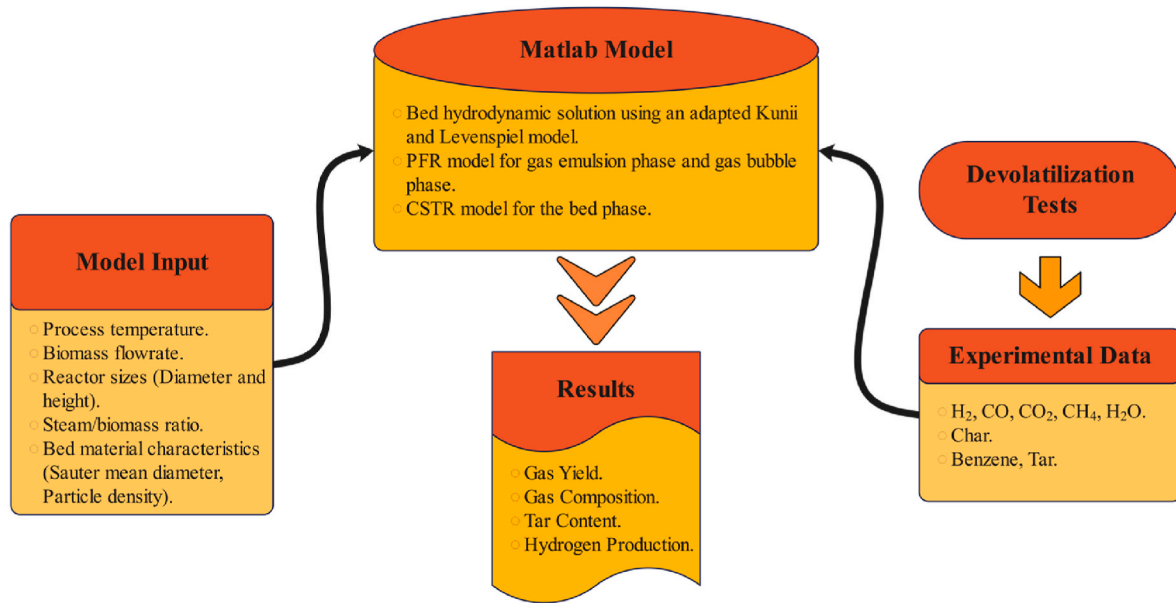 Matlab Model
○ Bed hydrodynamic solution using an adapted Kunii
and Levenspiel model.
○ PFR model for gas emulsion phase and gas bubble
phase.
○ CSTR model for the bed phase.
Model Input
○ Process temperature.
○ Biomass flowrate.
○ Reactor sizes (Diameter and
height).
○ Steam/biomass ratio.
○ Bed material characteristics
(Sauter mean diameter,
Particle density).
Results
○ Gas Yield.
○ Gas Composition.
○ Tar Content.
○ Hydrogen Production.
Devolatilization
Tests
Experimental Data
○ H₂, CO, CO₂, CH₄, H₂O.
○ Char.
○ Benzene, Tar.